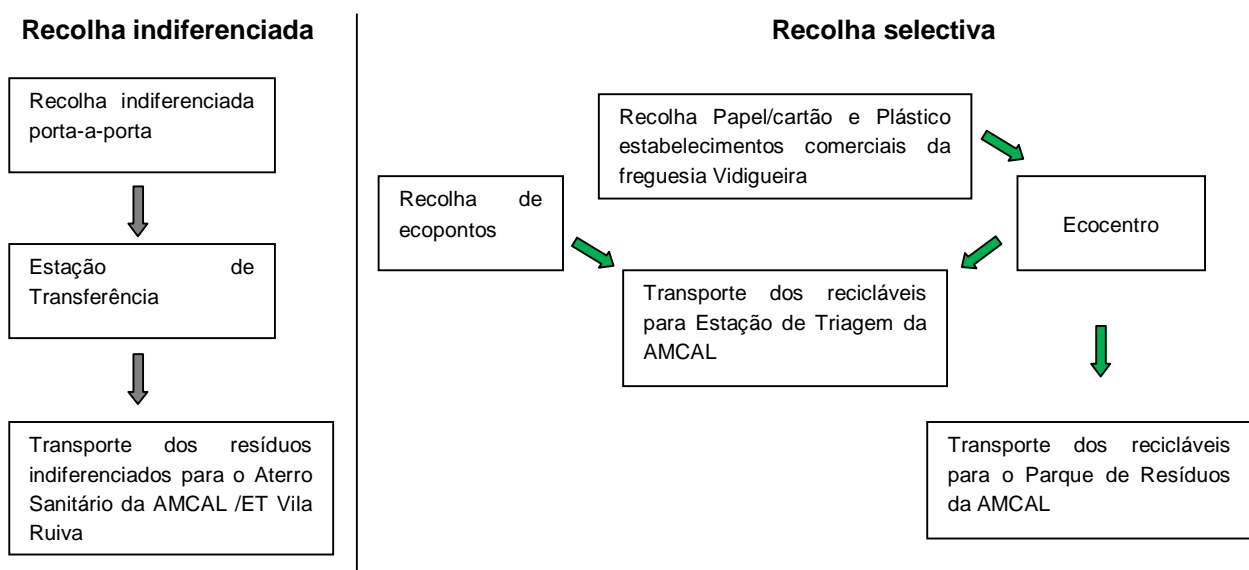 Recolha indiferenciada
Recolha indiferenciada
porta-a-porta
Estação de
Transferência
Transporte dos resíduos
indiferenciados para o Aterro
Sanitário da AMCAL /ET Vila
Ruiva
Recolha selectiva
Recolha Papel/cartão e Plástico
estabelecimentos comerciais da
freguesia Vidigueira
Recolha de
ecopontos
Ecocentro
Transporte dos recicláveis
para Estação de Triagem da
AMCAL
Transporte dos recicláveis
para o Parque de Resíduos
da AMCAL